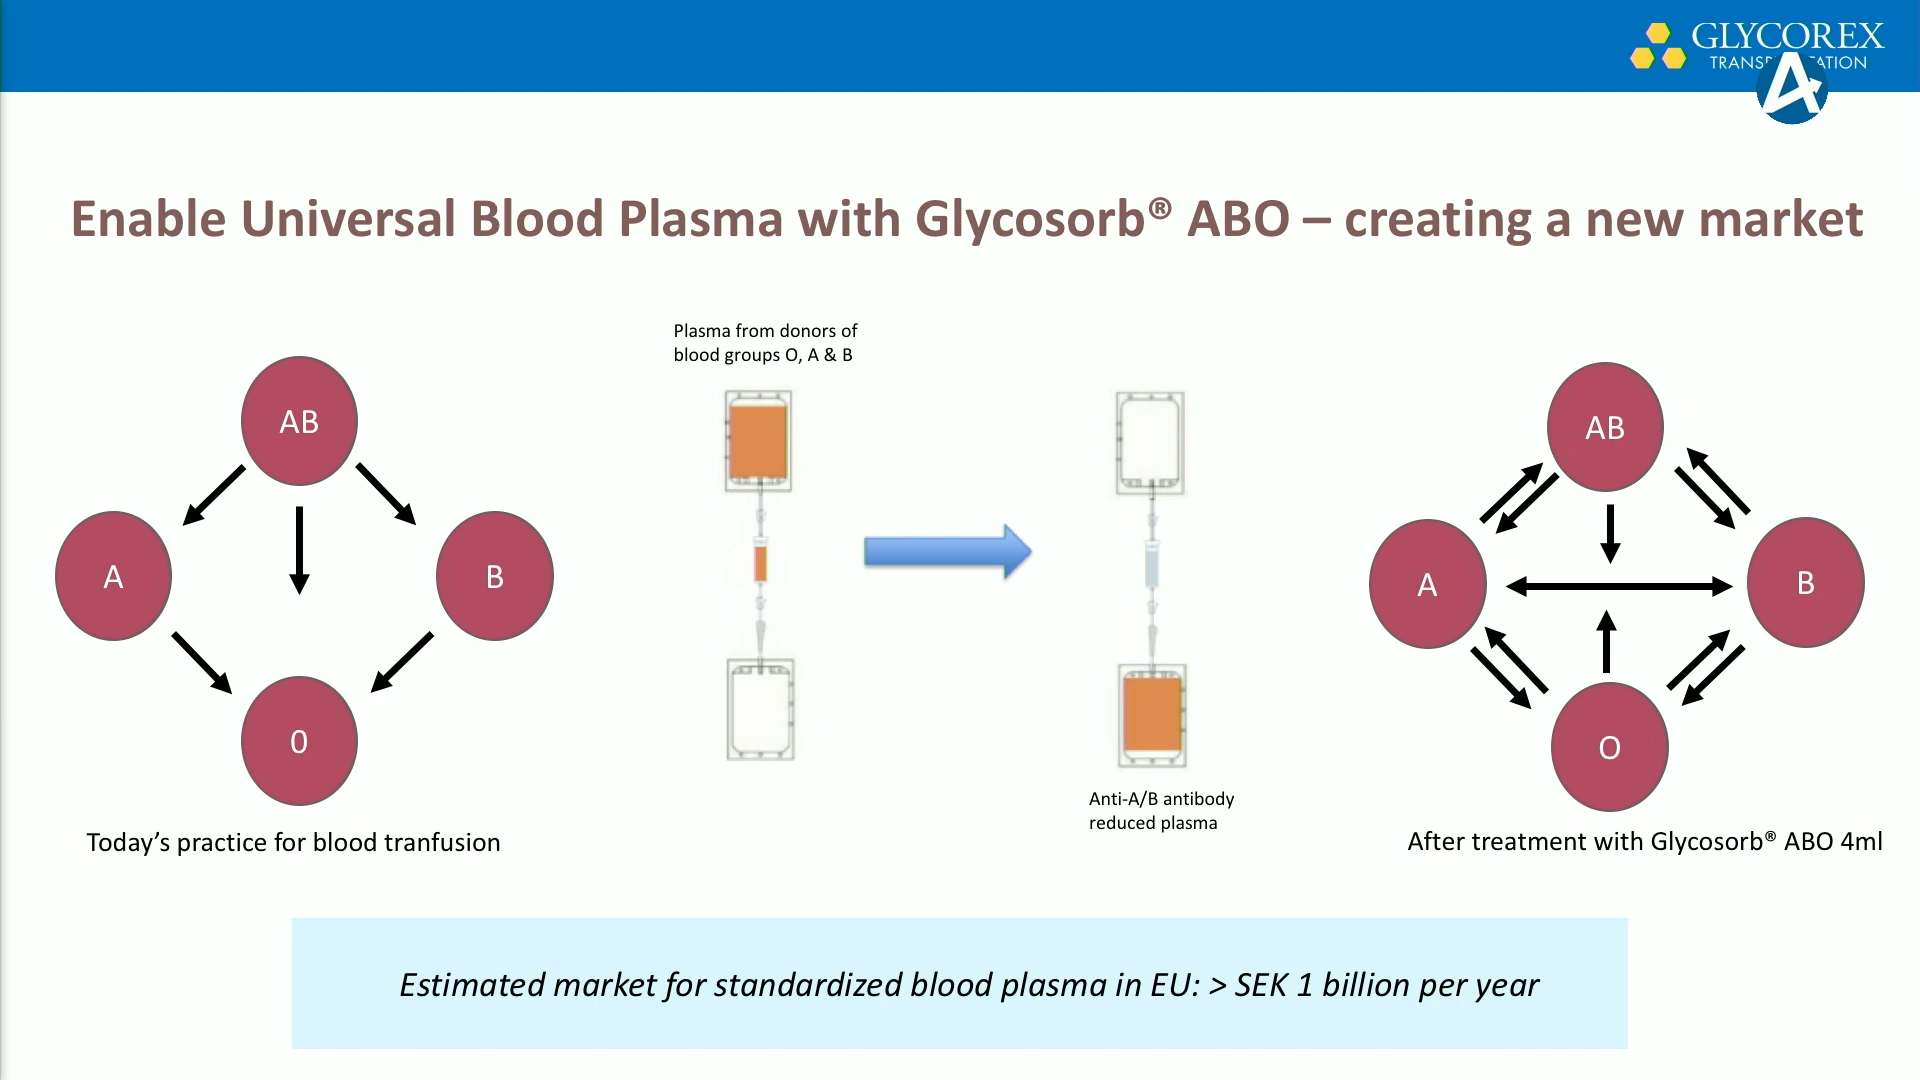 GLYCOREX
Enable Universal Blood Plasma with Glycosorb® ABO – creating a new market
Plasma from donors of
blood groups O, A & B
AB
A
B
0
Today’s practice for blood tranfusion
Anti-A/B antibody
reduced plasma
AB
A
B
O
After treatment with Glycosorb® ABO 4ml
Estimated market for standardized blood plasma in EU: > SEK 1 billion per year